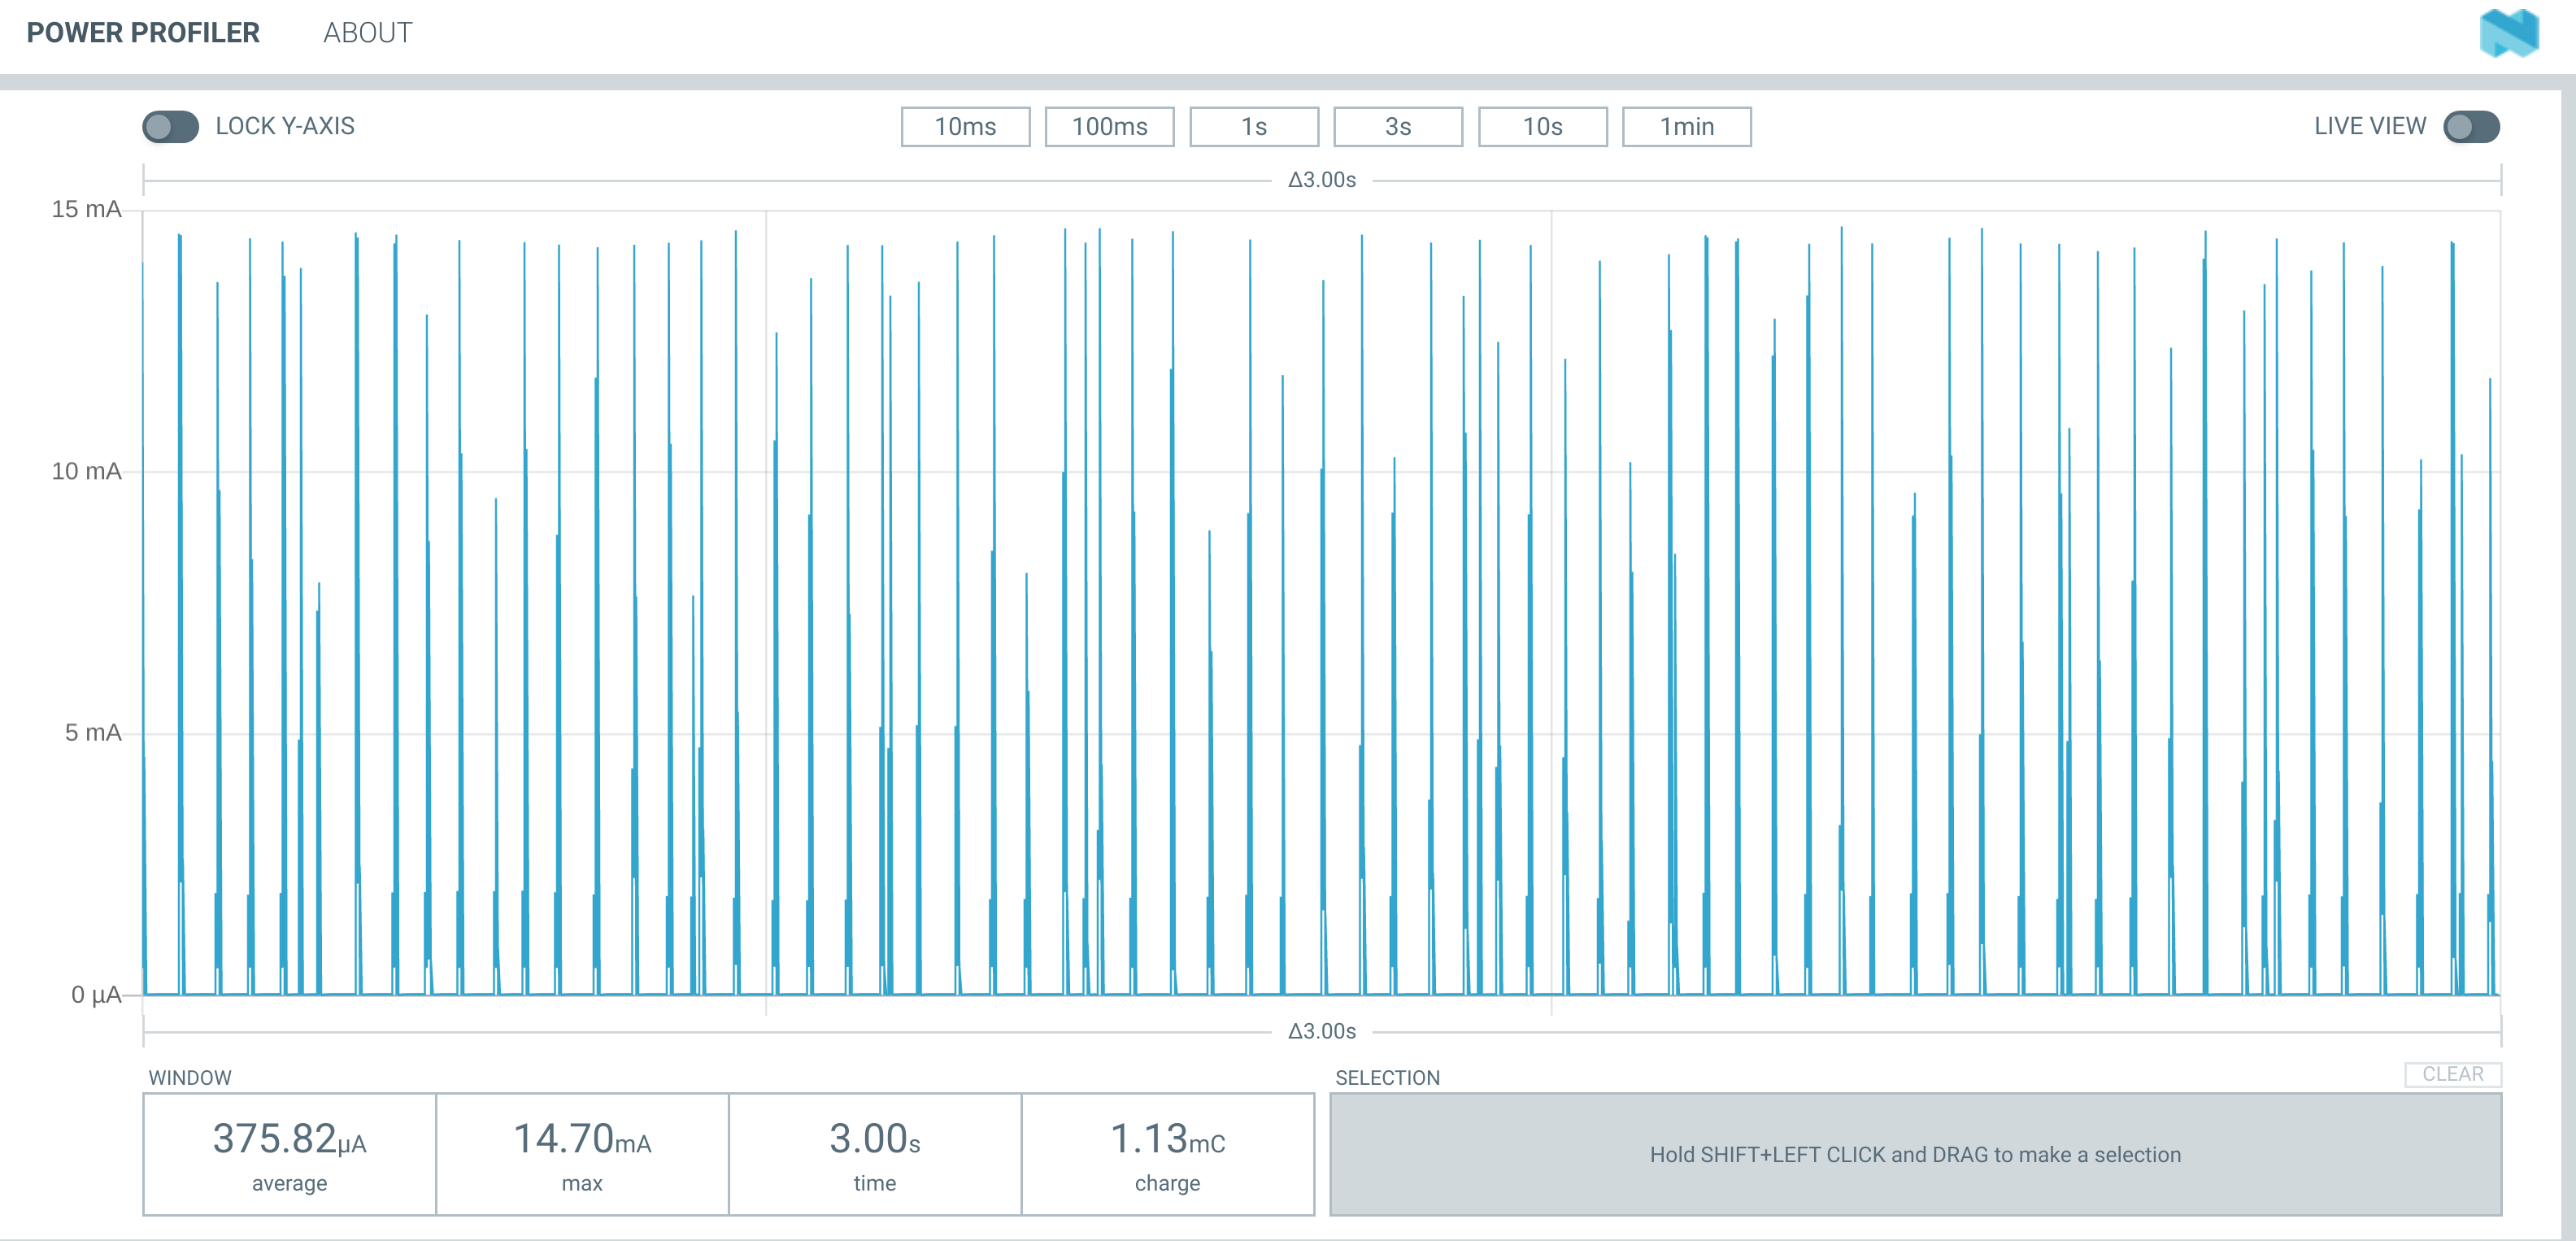 POWER PROFILER ABOUT
LOCK Y-AXIS 10ms 100ms 1s 3s 10s 1min LIVE VIEW
Δ3.00s
15 mA
10 mA
5 mA
0 µA
Δ3.00s
WINDOW SELECTION CLEAR
375.82µA 14.70mA 3.00s 1.13mC
average max time charge
Hold SHIFT+LEFT CLICK and DRAG to make a selection